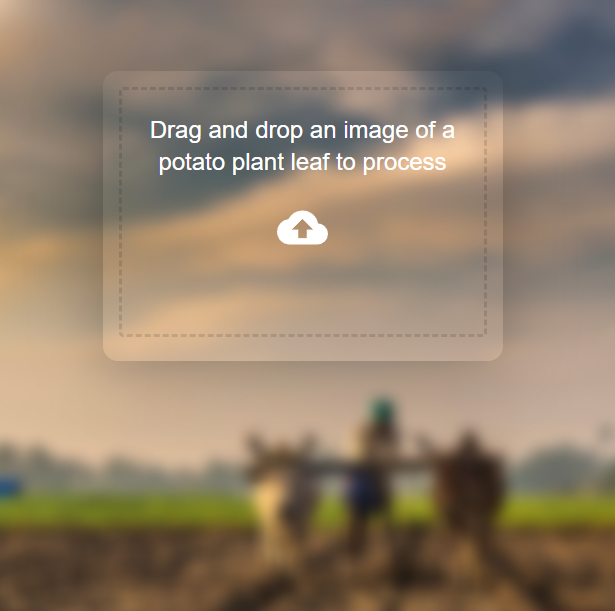 Drag and drop an image of a
potato plant leaf to process